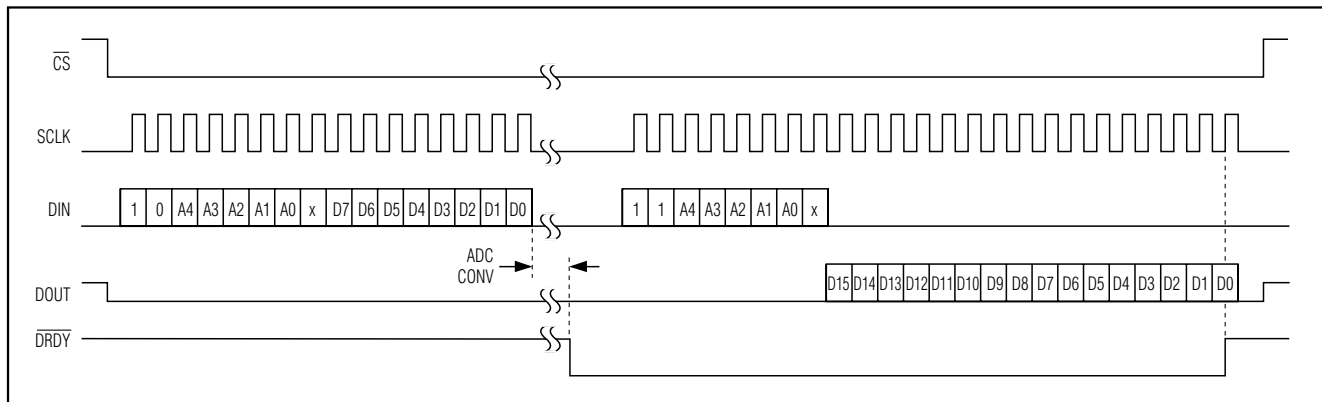 CS
SCLK
DIN
1 0 A4 A3 A2 A1 A0 x D7 D6 D5 D4 D3 D2 D1 D0
1 1 A4 A3 A2 A1 A0 x
ADC
CONV
DOUT
D15 D14 D13 D12 D11 D10 D9 D8 D7 D6 D5 D4 D3 D2 D1 D0
DRDY